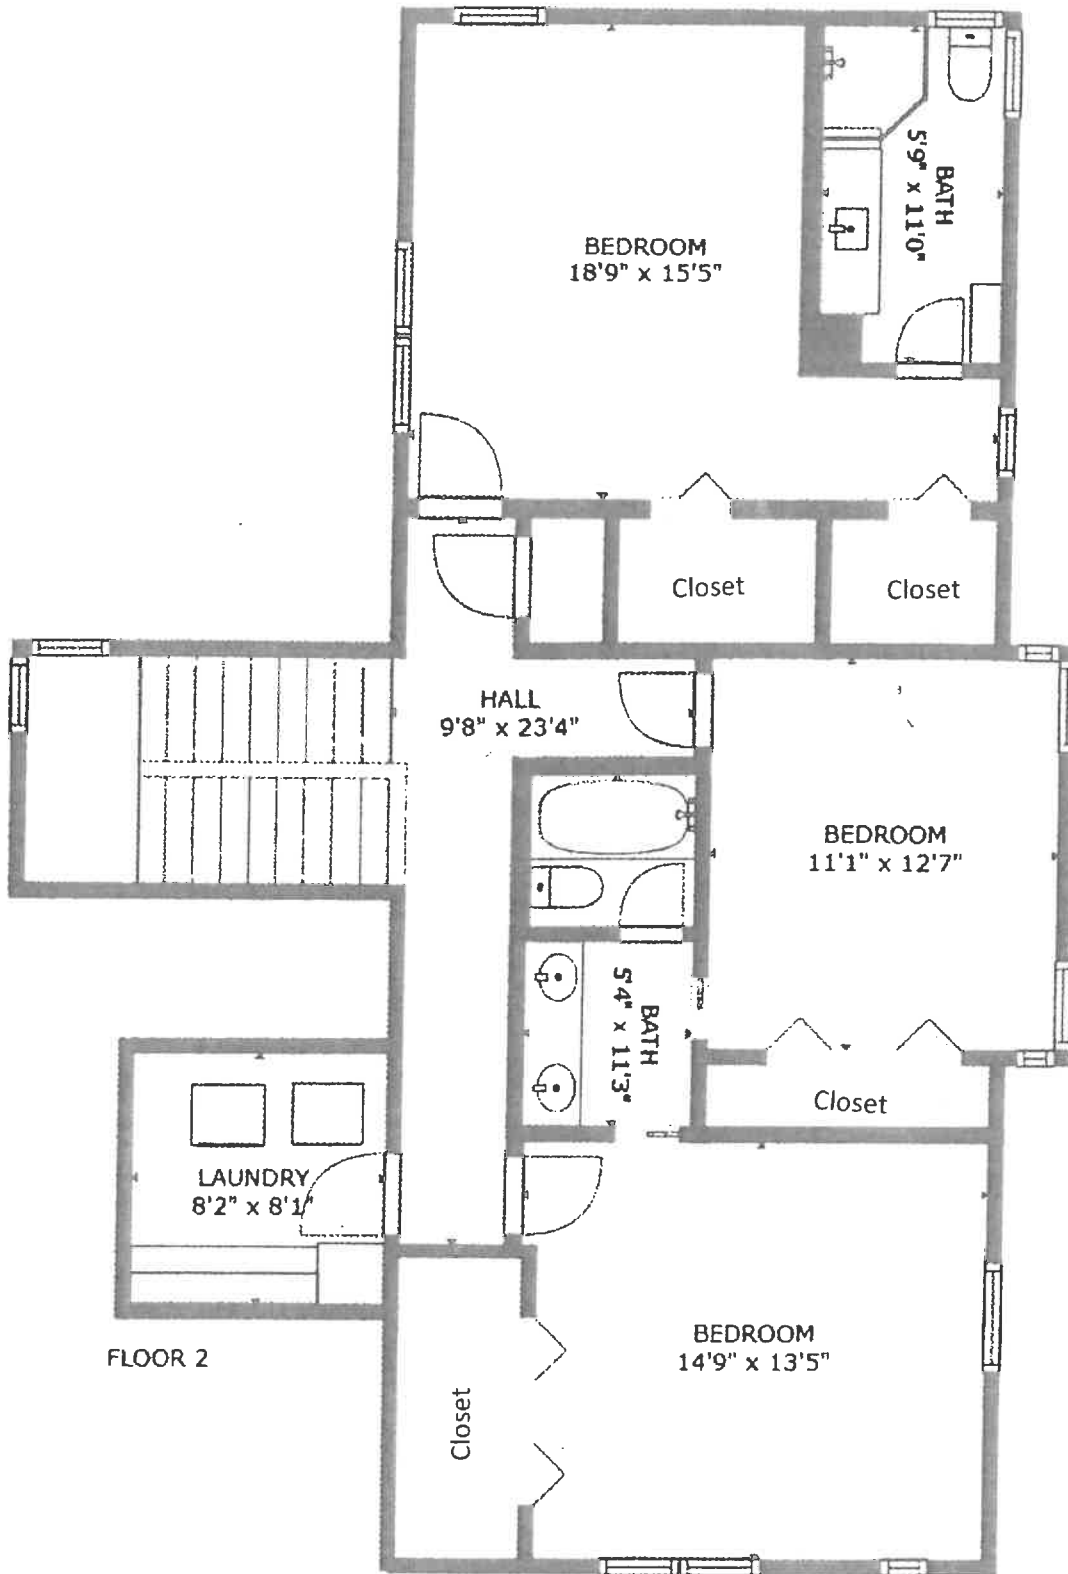 BATH
5'9" x 11'0"
BEDROOM
18'9" x 15'5"
Closet
Closet
HALL
9'8" x 23'4"
BEDROOM
11'1" x 12'7"
BATH
5'4" x 11'3"
Closet
LAUNDRY
8'2" x 8'1"
BEDROOM
14'9" x 13'5"
FLOOR 2
Closet